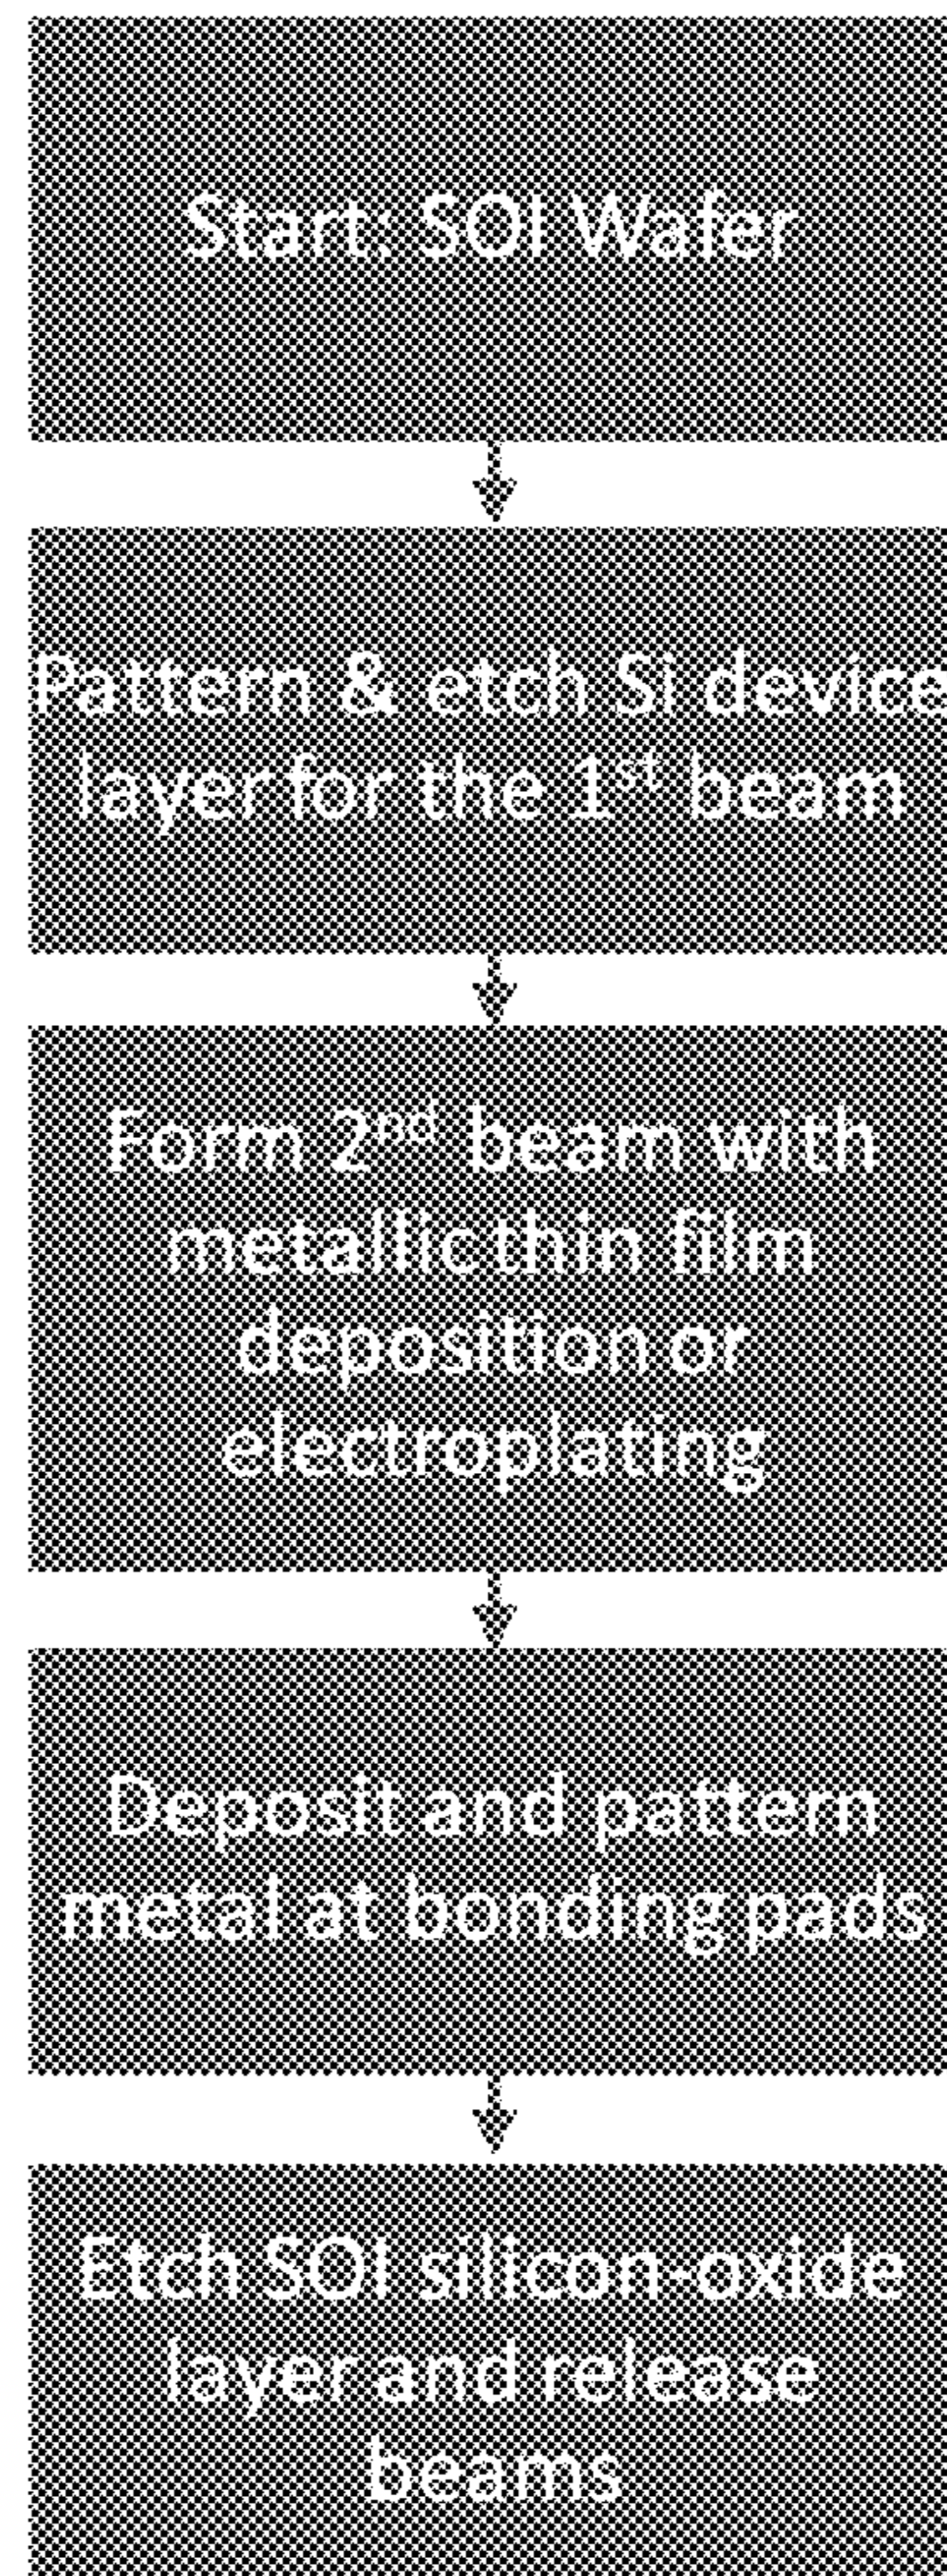 Start: SOI Wafer
Pattern & etch Si device
layer for the 1st beam
Form 2nd beam with
metallic thin film
deposition or
electroplating
Deposit and pattern
metal at bonding pads
Etch SOI silicon-oxide
layer and release
beams